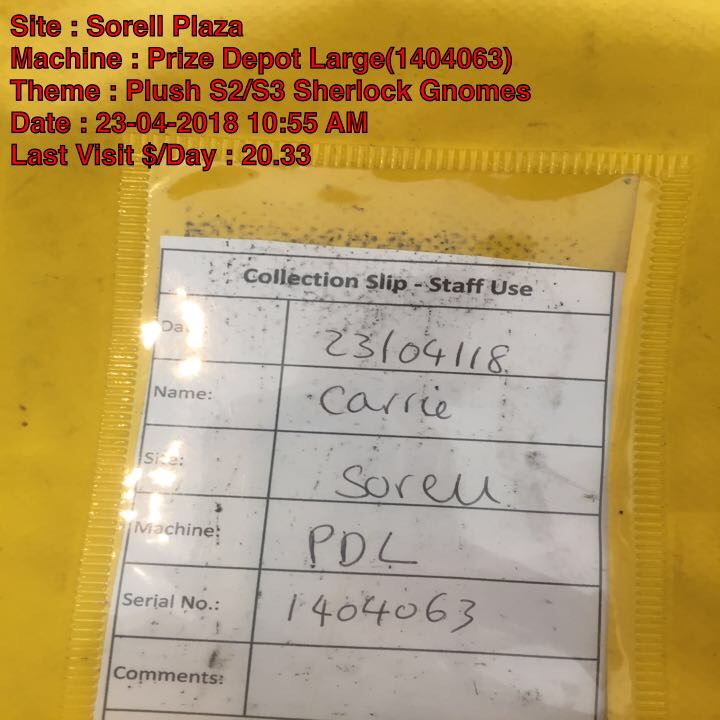 Site : Sorell Plaza
Machine : Prize Depot Large(1404063)
Theme : Plush S2/S3 Sherlock Gnomes
Date : 23-04-2018 10:55 AM
Last Visit $/Day : 20.33
Collection Slip - Staff Use
Da 23/04/18
Name: Carrie
Site: Sorell
Machine: PDL
Serial No.: 1404063
Comments: